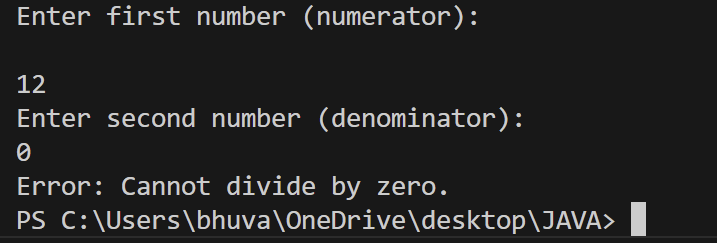 Enter first number (numerator):
12
Enter second number (denominator):
0
Error: Cannot divide by zero.
PS C:\Users\bhuva\OneDrive\desktop\JAVA>